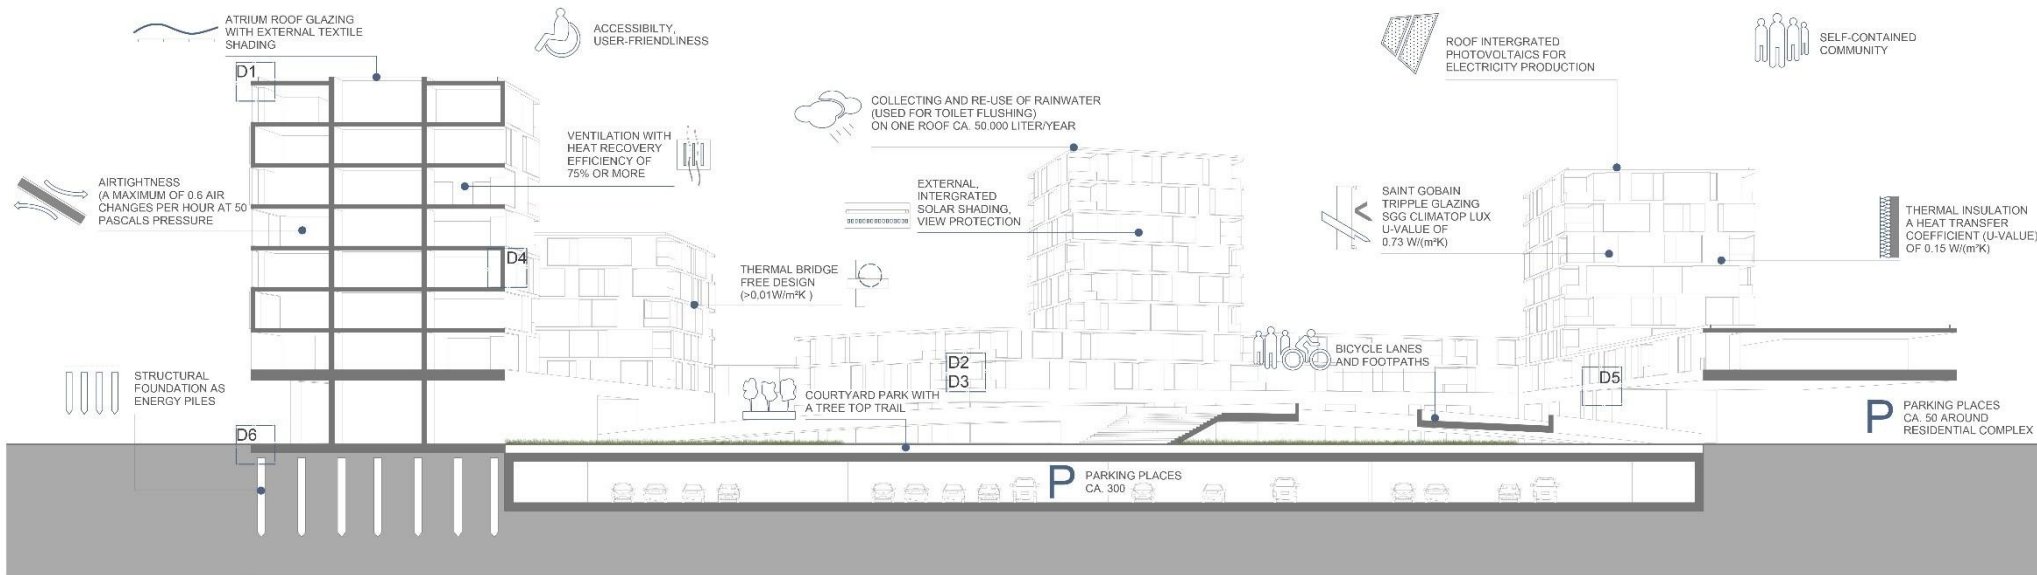 ATRIUM ROOF GLAZING
WITH EXTERNAL TEXTILE
SHADING
D1
ACCESSIBILTY,
USER-FRIENDLINESS
ROOF INTERGRATED
PHOTOVOLTAICS FOR
ELECTRICITY PRODUCTION
SELF-CONTAINED
COMMUNITY
COLLECTING AND RE-USE OF RAINWATER
(USED FOR TOILET FLUSHING)
ON ONE ROOF CA. 50.000 LITER/YEAR
VENTILATION WITH
HEAT RECOVERY
EFFICIENCY OF
75% OR MORE
AIRTIGHTNESS
(A MAXIMUM OF 0.6 AIR
CHANGES PER HOUR AT 50
PASCALS PRESSURE
EXTERNAL,
INTERGRATED
SOLAR SHADING,
VIEW PROTECTION
SAINT GOBAIN
TRIPPLE GLAZING
SGG CLIMATOP LUX
U-VALUE OF
0.73 W/(m²K)
THERMAL INSULATION
A HEAT TRANSFER
COEFFICIENT (U-VALUE)
OF 0.15 W/(m²K)
D4
THERMAL BRIDGE
FREE DESIGN
(>0,01W/m²K )
D2
D3
BICYCLE LANES
AND FOOTPATHS
D5
STRUCTURAL
FOUNDATION AS
ENERGY PILES
COURTYARD PARK WITH
A TREE TOP TRAIL
P
PARKING PLACES
CA. 50 AROUND
RESIDENTIAL COMPLEX
D6
P
PARKING PLACES
CA. 300